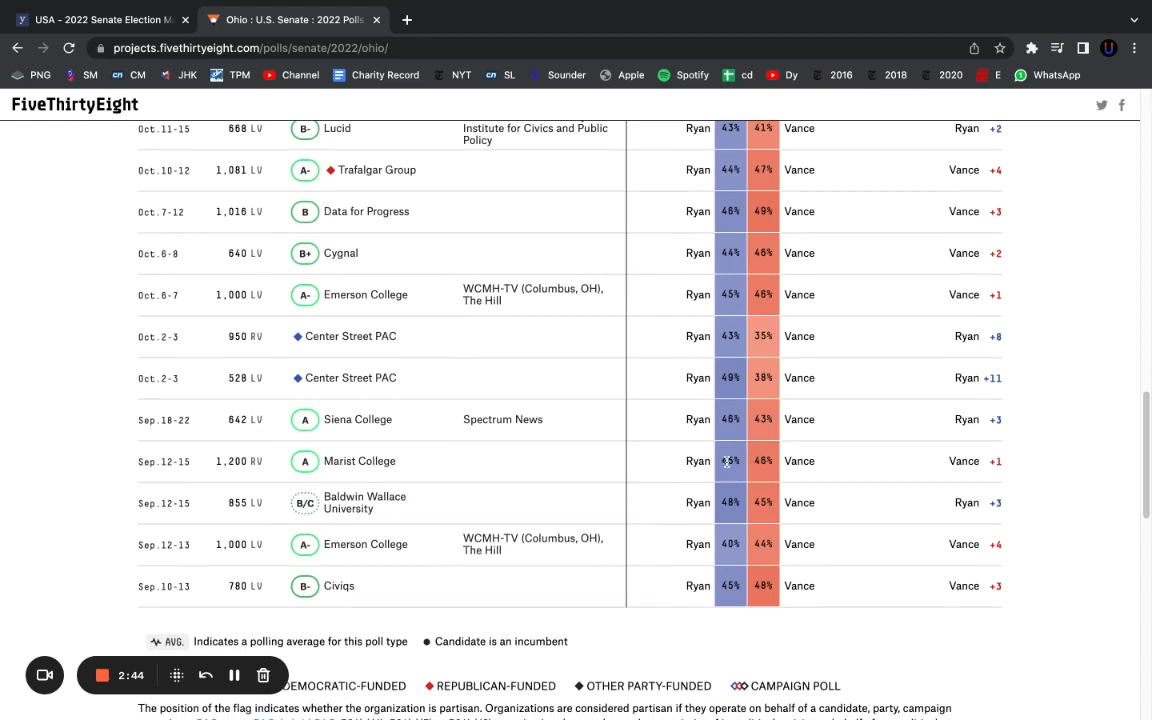 USA - 2022 Senate Election M
Ohio : U.S. Senate : 2022 Polls
projects.fivethirtyeight.com/polls/senate/2022/ohio/
PNG SM CM JHK TPM Channel Charity Record NYT SL Sounder Apple Spotify cd Dy 2016 2018 2020 E WhatsApp
FiveThirtyEight
Oct.11-15 668 LV B- Lucid Institute for Civics and Public Ryan 43% 41% Vance Ryan +2
Policy
Oct.10-12 1,081 LV A- Trafalgar Group Ryan 44% 47% Vance Vance +4
Oct.7-12 1,016 LV B Data for Progress Ryan 46% 49% Vance Vance +3
Oct.6-8 640 LV B+ Cygnal Ryan 44% 46% Vance Vance +2
Oct.6-7 1,000 LV A- Emerson College WCMH-TV (Columbus, OH), Ryan 45% 46% Vance Vance +1
The Hill
Oct.2-3 950 RV Center Street PAC Ryan 43% 35% Vance Ryan +8
Oct.2-3 528 LV Center Street PAC Ryan 49% 38% Vance Ryan +11
Sep.18-22 642 LV A Siena College Spectrum News Ryan 46% 43% Vance Ryan +3
Sep.12-15 1,200 RV A Marist College Ryan 46% Vance Vance +1
Sep.12-15 855 LV B/C Baldwin Wallace Ryan 48% 45% Vance Ryan +3
University
Sep.12-13 1,000 LV A- Emerson College WCMH-TV (Columbus, OH), Ryan 40% 44% Vance Vance +4
The Hill
Sep.10-13 780 LV B- Civiqs Ryan 45% 48% Vance Vance +3
AVG. Indicates a polling average for this poll type Candidate is an incumbent
2:44
DEMOCRATIC-FUNDED REPUBLICAN-FUNDED OTHER PARTY-FUNDED CAMPAIGN POLL
The position of the flag indicates whether the organization is partisan. Organizations are considered partisan if they operate on behalf of a candidate, party, campaign